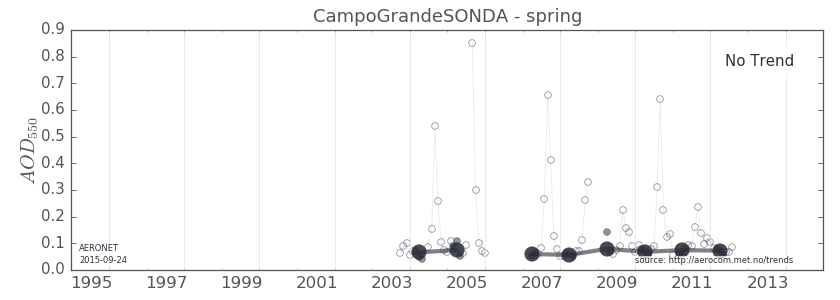 CampoGrandeSONDA - spring
No Trend
AOD550
0.9
0.8
0.7
0.6
0.5
0.4
0.3
0.2
0.1
0.0
AERONET
2015-09-24
source: http://aerocom.met.no/trends
1995 1997 1999 2001 2003 2005 2007 2009 2011 2013